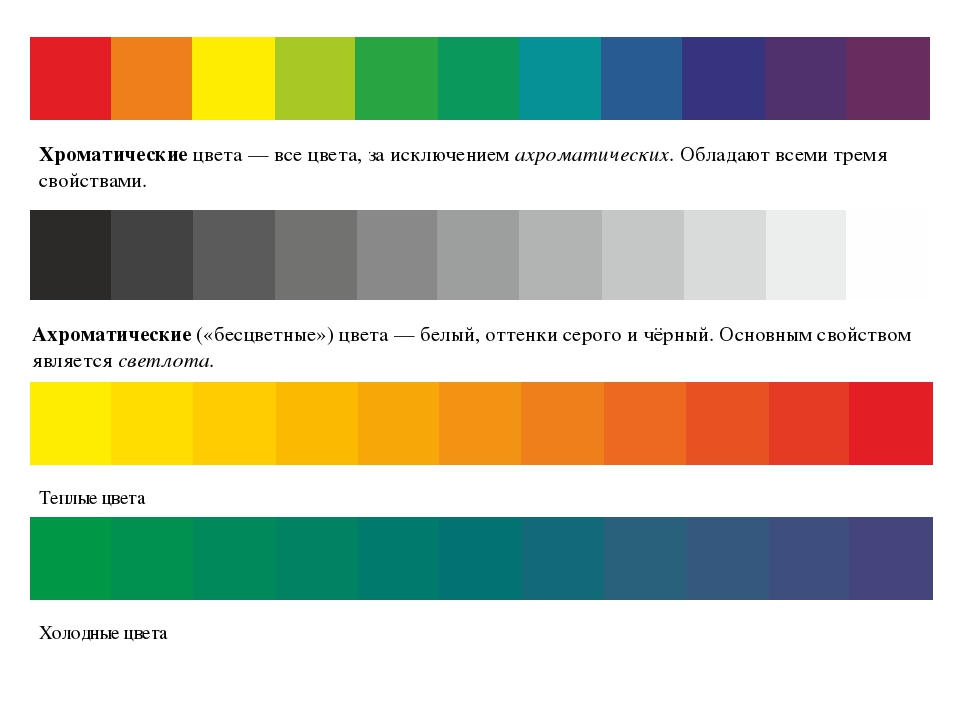 Хроматические цвета — все цвета, за исключением ахроматических. Обладают всеми тремя
свойствами.
Ахроматические («бесцветные») цвета — белый, оттенки серого и чёрный. Основным свойством
является светлота.
Теплые цвета
Холодные цвета